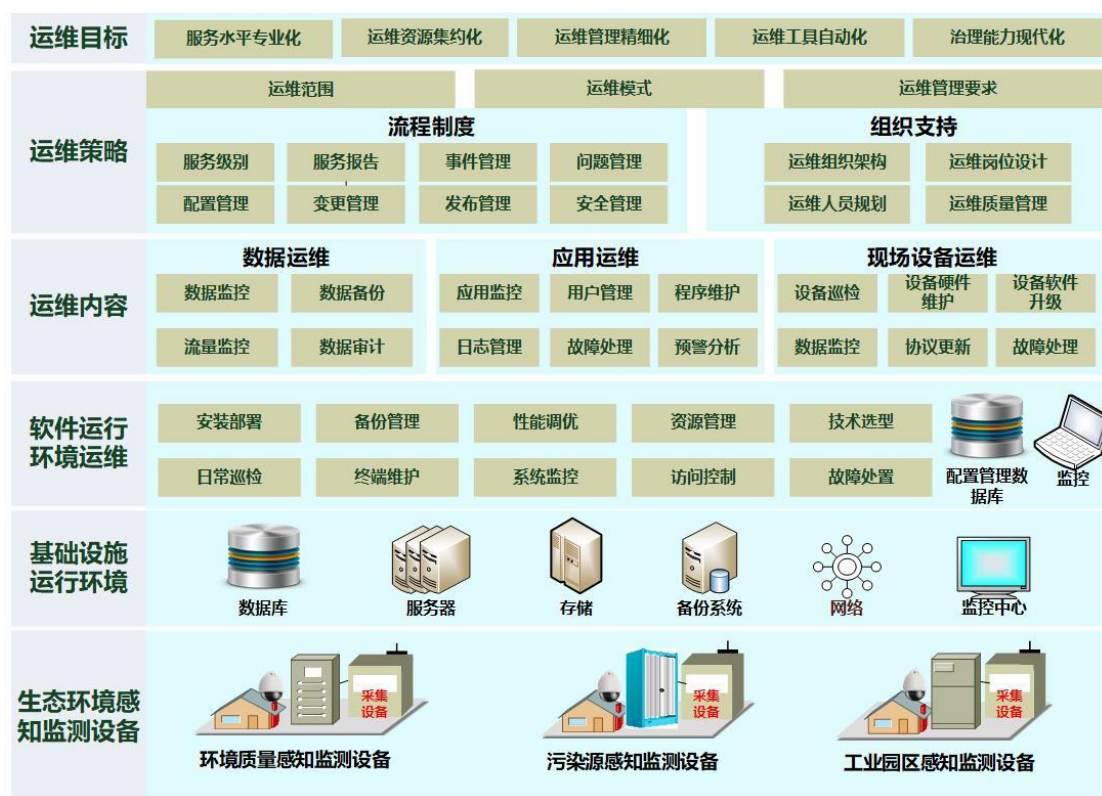 运维目标
服务水平专业化
运维资源集约化
运维管理精细化
运维工具自动化
治理能力现代化
运维策略
运维范围
运维模式
运维管理要求
流程制度
组织支持
服务级别
服务报告
事件管理
问题管理
运维组织架构
运维岗位设计
配置管理
变更管理
发布管理
安全管理
运维人员规划
运维质量管理
运维内容
数据运维
应用运维
现场设备运维
数据监控
数据备份
应用监控
用户管理
程序维护
设备巡检
设备硬件
维护
设备软件
升级
流量监控
数据审计
日志管理
故障处理
预警分析
数据监控
协议更新
故障处理
软件运行
环境运维
安装部署
备份管理
性能调优
资源管理
技术选型
日常巡检
终端维护
系统监控
访问控制
故障处置
配置管理数
据库
监控
基础设施
运行环境
数据库
服务器
存储
备份系统
网络
监控中心
生态环境感
知监测设备
采集
设备
采集
设备
采集
设备
环境质量感知监测设备
污染源感知监测设备
工业园区感知监测设备